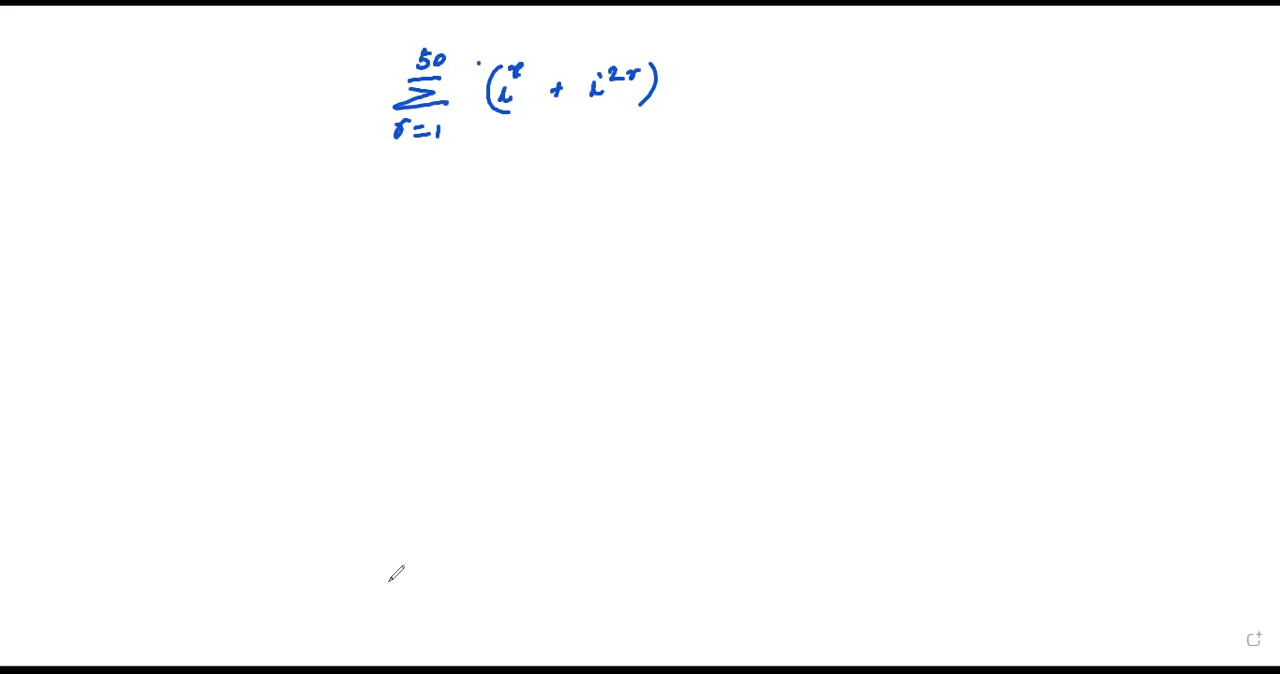 50
Σ (i^r + i^2r)
r=1